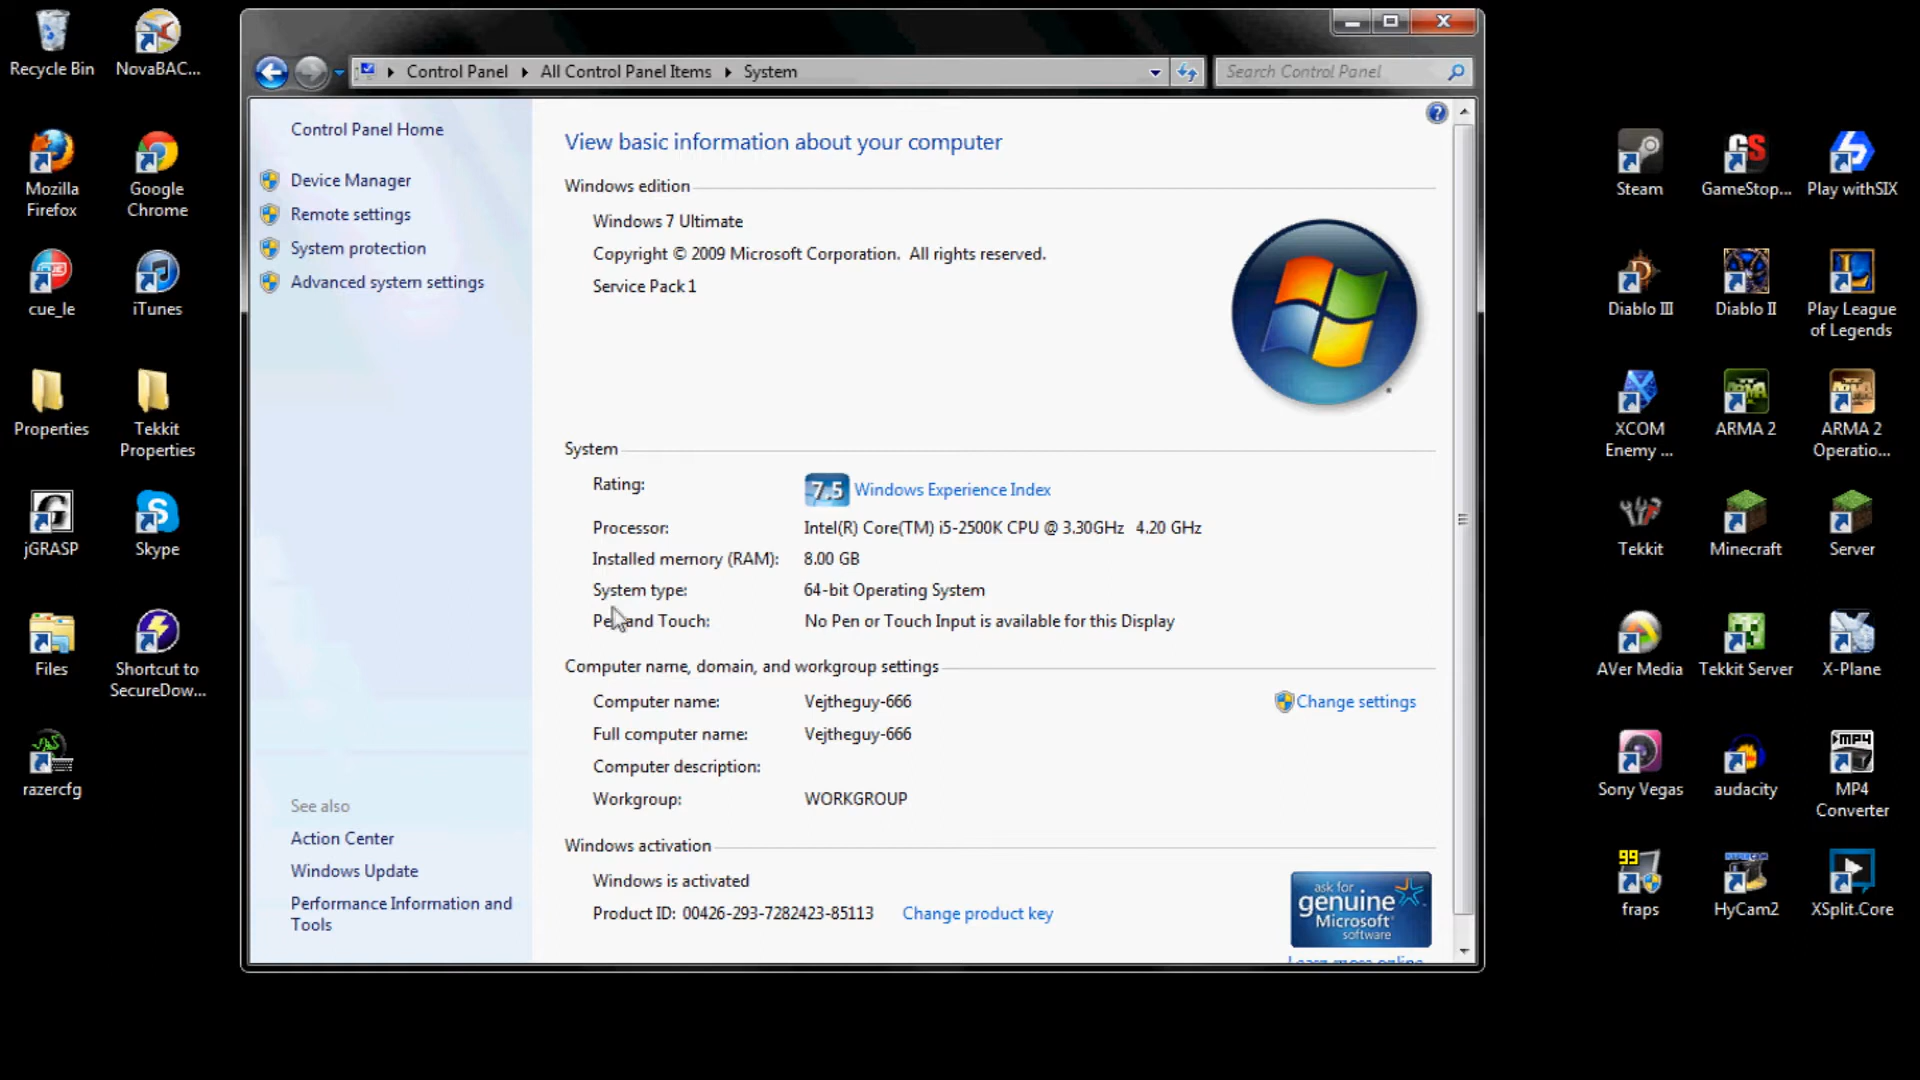 Recycle Bin
NovaBAC...
Mozilla
Firefox
Google
Chrome
cue_le
iTunes
Properties
Tekkit
Properties
jGRASP
Skype
Files
Shortcut to
SecureDow...
razercfg
Control Panel
All Control Panel Items
System
Search Control Panel
Control Panel Home
Device Manager
Remote settings
System protection
Advanced system settings
See also
Action Center
Windows Update
Performance Information and
Tools
View basic information about your computer
Windows edition
Windows 7 Ultimate
Copyright © 2009 Microsoft Corporation.  All rights reserved.
Service Pack 1
System
Rating:
7.5 Windows Experience Index
Processor: Intel(R) Core(TM) i5-2500K CPU @ 3.30GHz 4.20 GHz
Installed memory (RAM): 8.00 GB
System type: 64-bit Operating System
and Touch: No Pen or Touch Input is available for this Display
Computer name, domain, and workgroup settings
Computer name: Vejtheguy-666
Change settings
Full computer name: Vejtheguy-666
Computer description:
Workgroup: WORKGROUP
Windows activation
Windows is activated
Product ID: 00426-293-7282423-85113 Change product key
ask for
genuine
Microsoft
software
Learn more online
Steam
GameStop...
Play withSIX
Diablo III
Diablo II
Play League
of Legends
XCOM
Enemy ...
ARMA 2
ARMA 2
Operatio...
Tekkit
Minecraft
Server
AVer Media
Tekkit Server
X-Plane
Sony Vegas
audacity
MP4
MP4
Converter
99
fraps
HyCam2
XSplit.Core